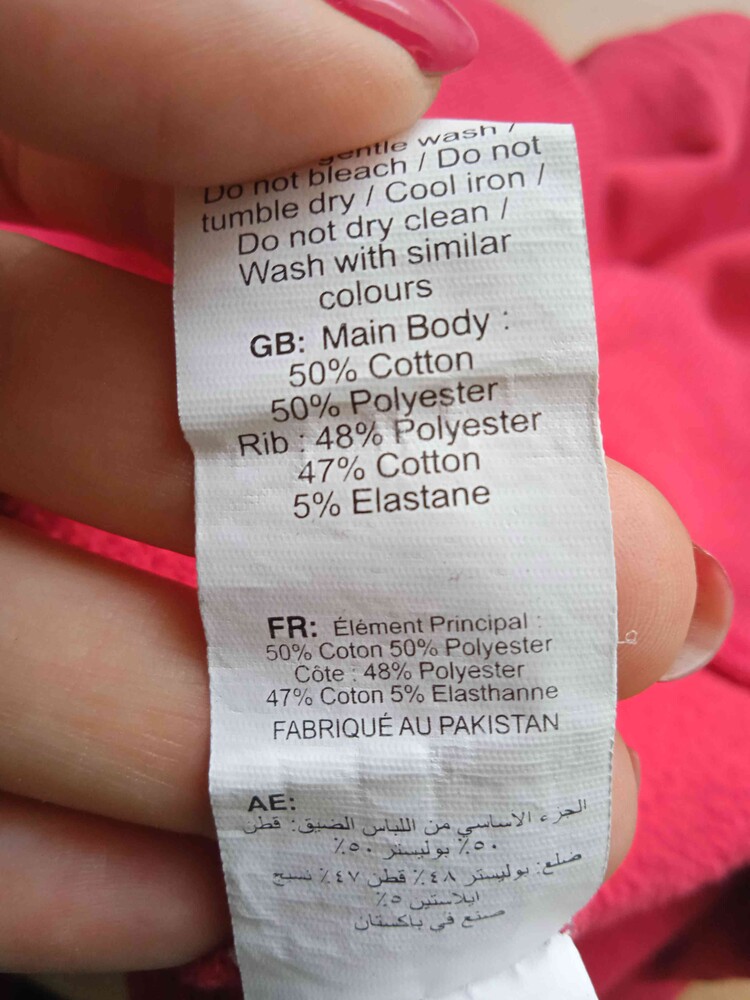 gentle wash /
Do not bleach / Do not
tumble dry / Cool iron /
Do not dry clean /
Wash with similar
colours
GB: Main Body :
50% Cotton
50% Polyester
Rib : 48% Polyester
47% Cotton
5% Elastane
FR: Élément Principal :
50% Coton 50% Polyester
Côte : 48% Polyester
47% Coton 5% Elasthanne
FABRIQUÉ AU PAKISTAN
AE:
الجزء الاساسي من اللباس الضيق: قطن
٥٠٪ بوليستر ٥٠٪
ضلع: بوليستر ٤٨٪ قطن ٤٧٪ نسيج
ايلاستين ٥٪
صنع في باكستان